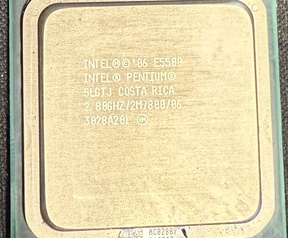 INTEL®©'06 E5500
INTEL® PENTIUM®
SLGTJ COSTA RICA
2.80GHZ/2M/800/06
3028A201